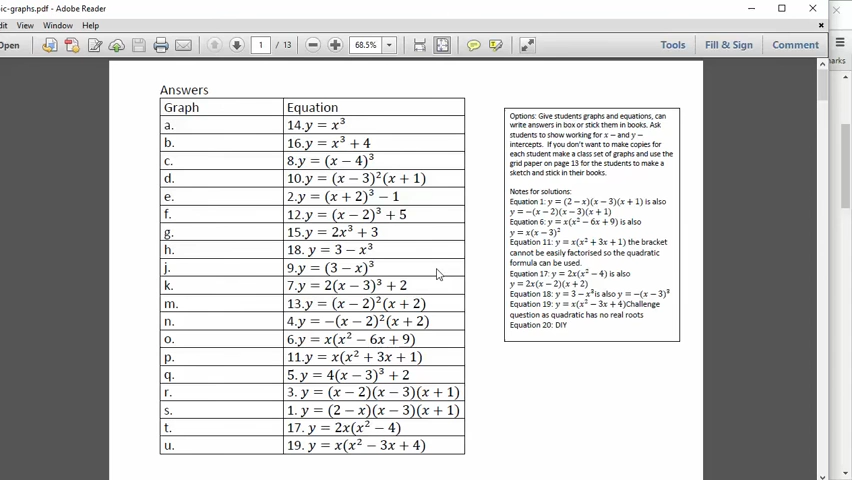 ic-graphs.pdf - Adobe Reader
dit View Window Help
Open 1 / 13 68.5% Tools Fill & Sign Comment
Answers
Graph Equation
a. 14.y = x³
b. 16.y = x³ + 4
c. 8.y = (x − 4)³
d. 10.y = (x − 3)²(x + 1)
e. 2.y = (x + 2)³ − 1
f. 12.y = (x − 2)³ + 5
g. 15.y = 2x³ + 3
h. 18. y = 3 − x³
j. 9.y = (3 − x)³
k. 7.y = 2(x − 3)³ + 2
m. 13.y = (x − 2)²(x + 2)
n. 4.y = −(x − 2)²(x + 2)
o. 6.y = x(x² − 6x + 9)
p. 11.y = x(x² + 3x + 1)
q. 5.y = 4(x − 3)³ + 2
r. 3. y = (x − 2)(x − 3)(x + 1)
s. 1. y = (2 − x)(x − 3)(x + 1)
t. 17. y = 2x(x² − 4)
u. 19. y = x(x² − 3x + 4)
Options: Give students graphs and equations, can
write answers in box or stick them in books. Ask
students to show working for x − and y −
intercepts. If you don't want to make copies for
each student make a class set of graphs and use the
grid paper on page 13 for the students to make a
sketch and stick in their books.
Notes for solutions:
Equation 1: y = (2 − x)(x − 3)(x + 1) is also
y = −(x − 2)(x − 3)(x + 1)
Equation 6: y = x(x² − 6x + 9) is also
y = x(x − 3)²
Equation 11: y = x(x² + 3x + 1) the bracket
cannot be easily factorised so the quadratic
formula can be used.
Equation 17: y = 2x(x² − 4) is also
y = 2x(x − 2)(x + 2)
Equation 18: y = 3 − x³is also y = −(x − 3)³
Equation 19: y = x(x² − 3x + 4)Challenge
question as quadratic has no real roots
Equation 20: DIY
marks